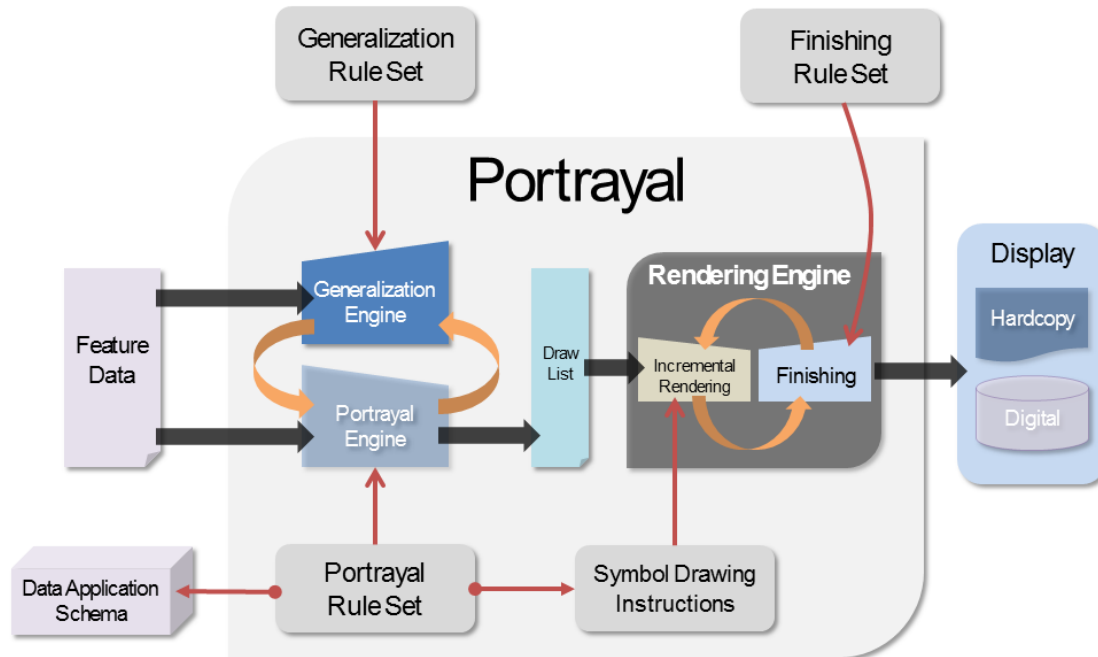 Generalization
Rule Set
Finishing
Rule Set
Portrayal
Generalization
Engine
Rendering Engine
Display
Hardcopy
Feature
Data
Draw
List
Incremental
Rendering
Finishing
Portrayal
Engine
Digital
Data Application
Schema
Portrayal
Rule Set
Symbol Drawing
Instructions